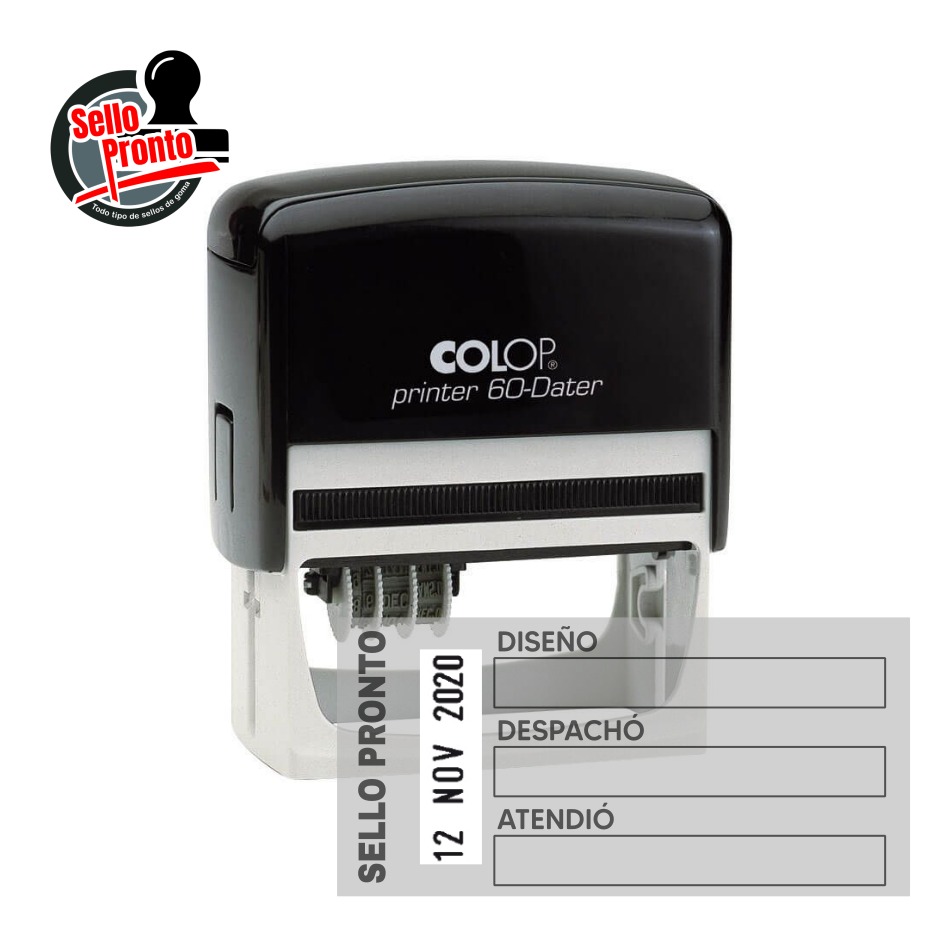 Sello
Pronto
Todo tipo de sellos de goma
COLOP®
printer 60-Dater
DEC
SELLO PRONTO
12 NOV 2020
DISEÑO
DESPACHÓ
ATENDIÓ